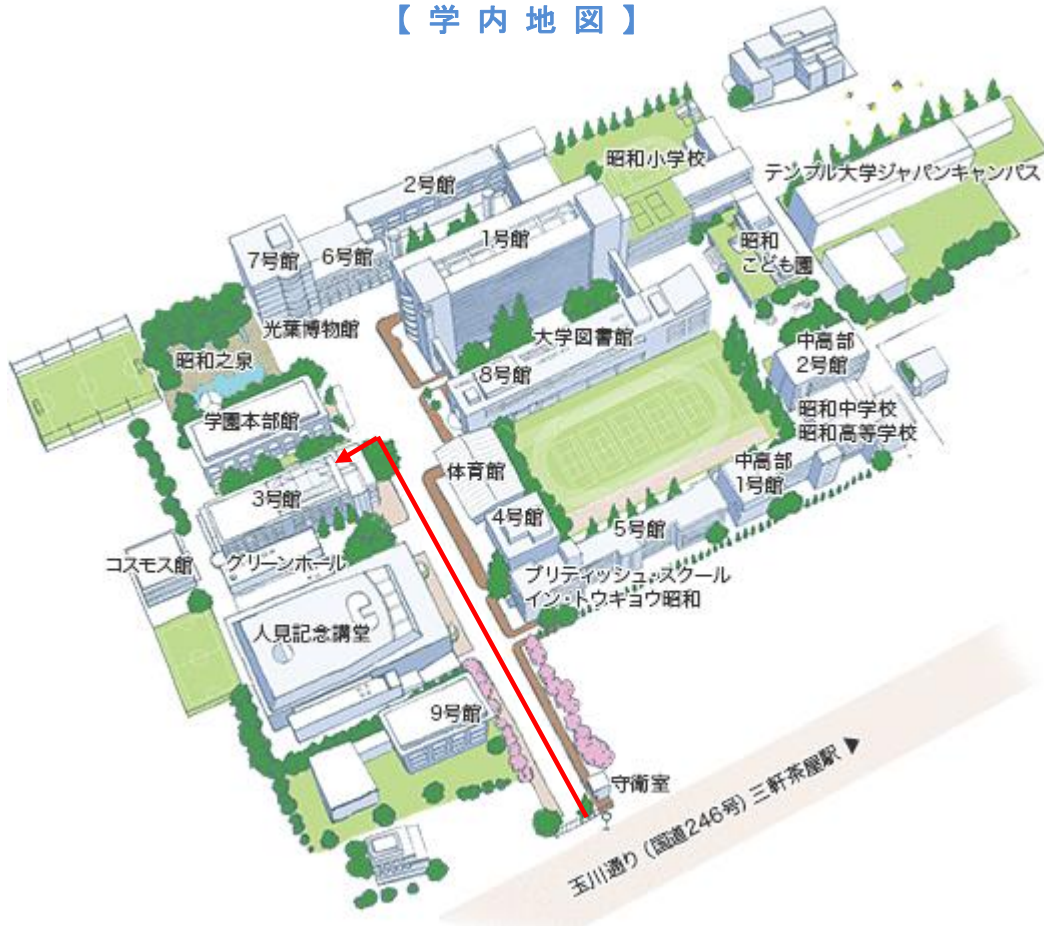 【 学 内 地 図 】
昭和小学校
テンプル大学ジャパンキャンパス
2号館
1号館
昭和
こども園
7号館
6号館
光葉博物館
大学図書館
中高部
2号館
昭和之泉
8号館
学園本部館
昭和中学校
昭和高等学校
体育館
中高部
1号館
3号館
4号館
5号館
コスモス館
グリーンホール
ブリティッシュ・スクール
イン・トウキョウ昭和
人見記念講堂
9号館
守衛室
玉川通り (国道246号) 三軒茶屋駅 ▶